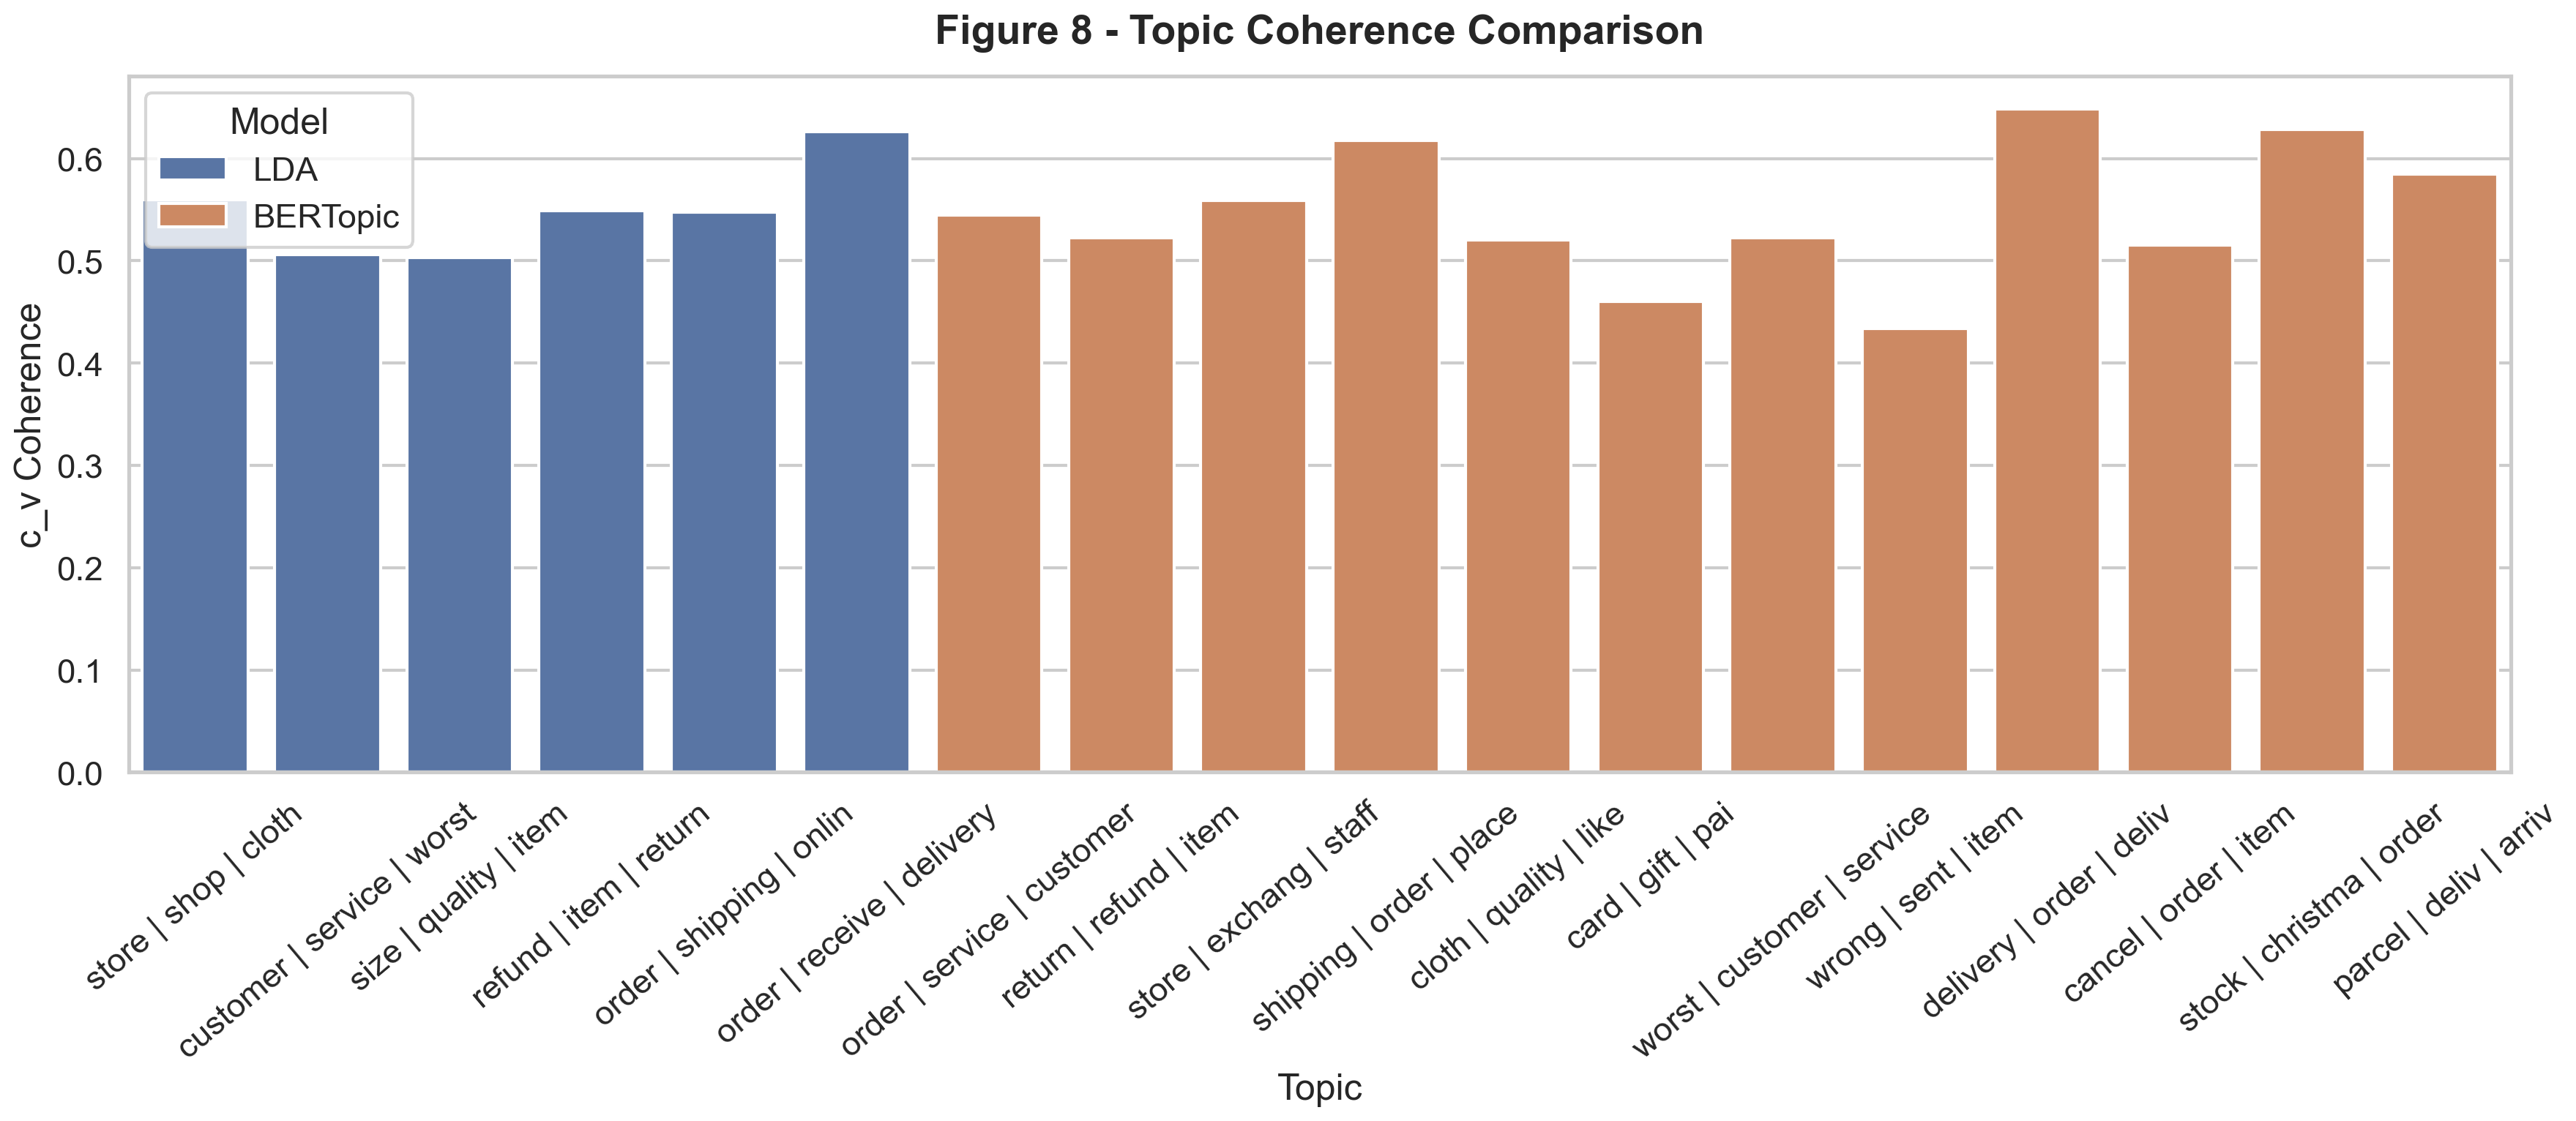 Figure 8 - Topic Coherence Comparison
Model
LDA
BERTopic
c_v Coherence
0.6
0.5
0.4
0.3
0.2
0.1
0.0
store | shop | cloth
customer | service | worst
size | quality | item
refund | item | return
order | shipping | onlin
order | receive | delivery
order | service | customer
return | refund | item
store | exchang | staff
shipping | order | place
cloth | quality | like
card | gift | pai
worst | customer | service
wrong | sent | item
delivery | order | deliv
cancel | order | item
stock | christma | order
parcel | deliv | arriv
Topic